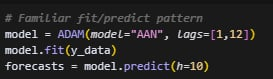 # Familiar fit/predict pattern
model = ADAM(model="AAN", lags=[1,12])
model.fit(y_data)
forecasts = model.predict(h=10)